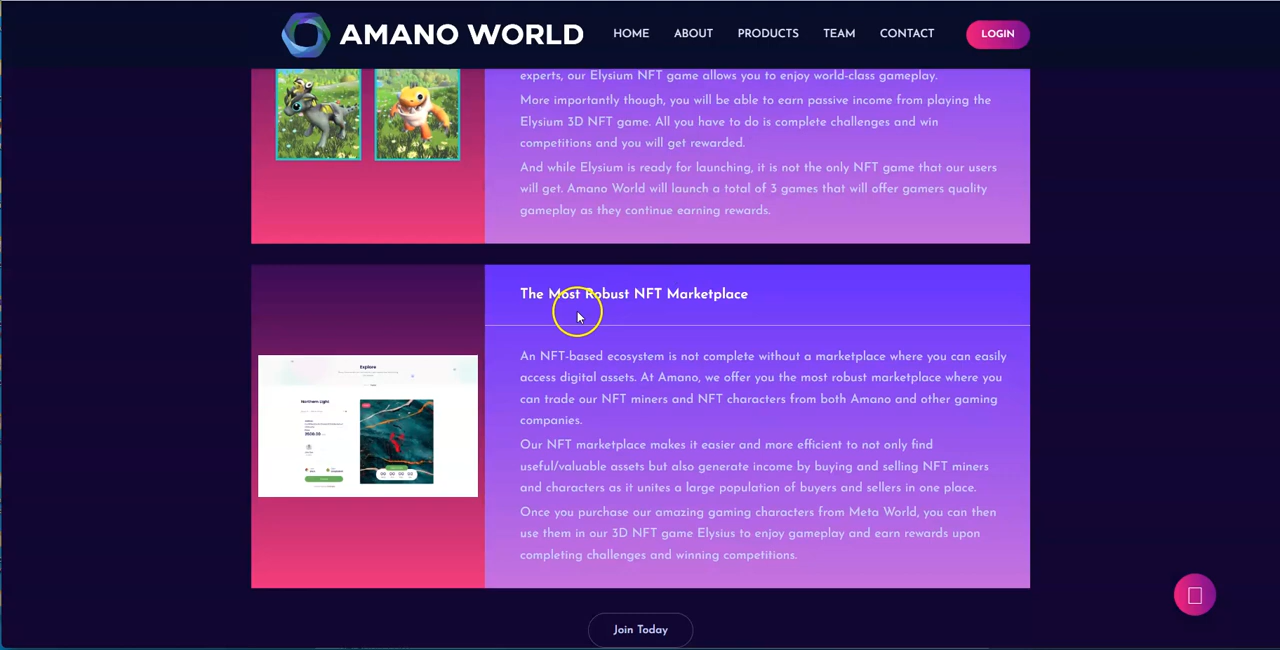 AMANO WORLD
HOME ABOUT PRODUCTS TEAM CONTACT LOGIN
experts, our Elysium NFT game allows you to enjoy world-class gameplay.
More importantly though, you will be able to earn passive income from playing the
Elysium 3D NFT game. All you have to do is complete challenges and win
competitions and you will get rewarded.
And while Elysium is ready for launching, it is not the only NFT game that our users
will get. Amano World will launch a total of 3 games that will offer gamers quality
gameplay as they continue earning rewards.
The Most Robust NFT Marketplace
An NFT-based ecosystem is not complete without a marketplace where you can easily
access digital assets. At Amano, we offer you the most robust marketplace where you
can trade our NFT miners and NFT characters from both Amano and other gaming
companies.
Our NFT marketplace makes it easier and more efficient to not only find
useful/valuable assets but also generate income by buying and selling NFT miners
and characters as it unites a large population of buyers and sellers in one place.
Once you purchase our amazing gaming characters from Meta World, you can then
use them in our 3D NFT game Elysius to enjoy gameplay and earn rewards upon
completing challenges and winning competitions.
Explore
Northern Light
Join Today